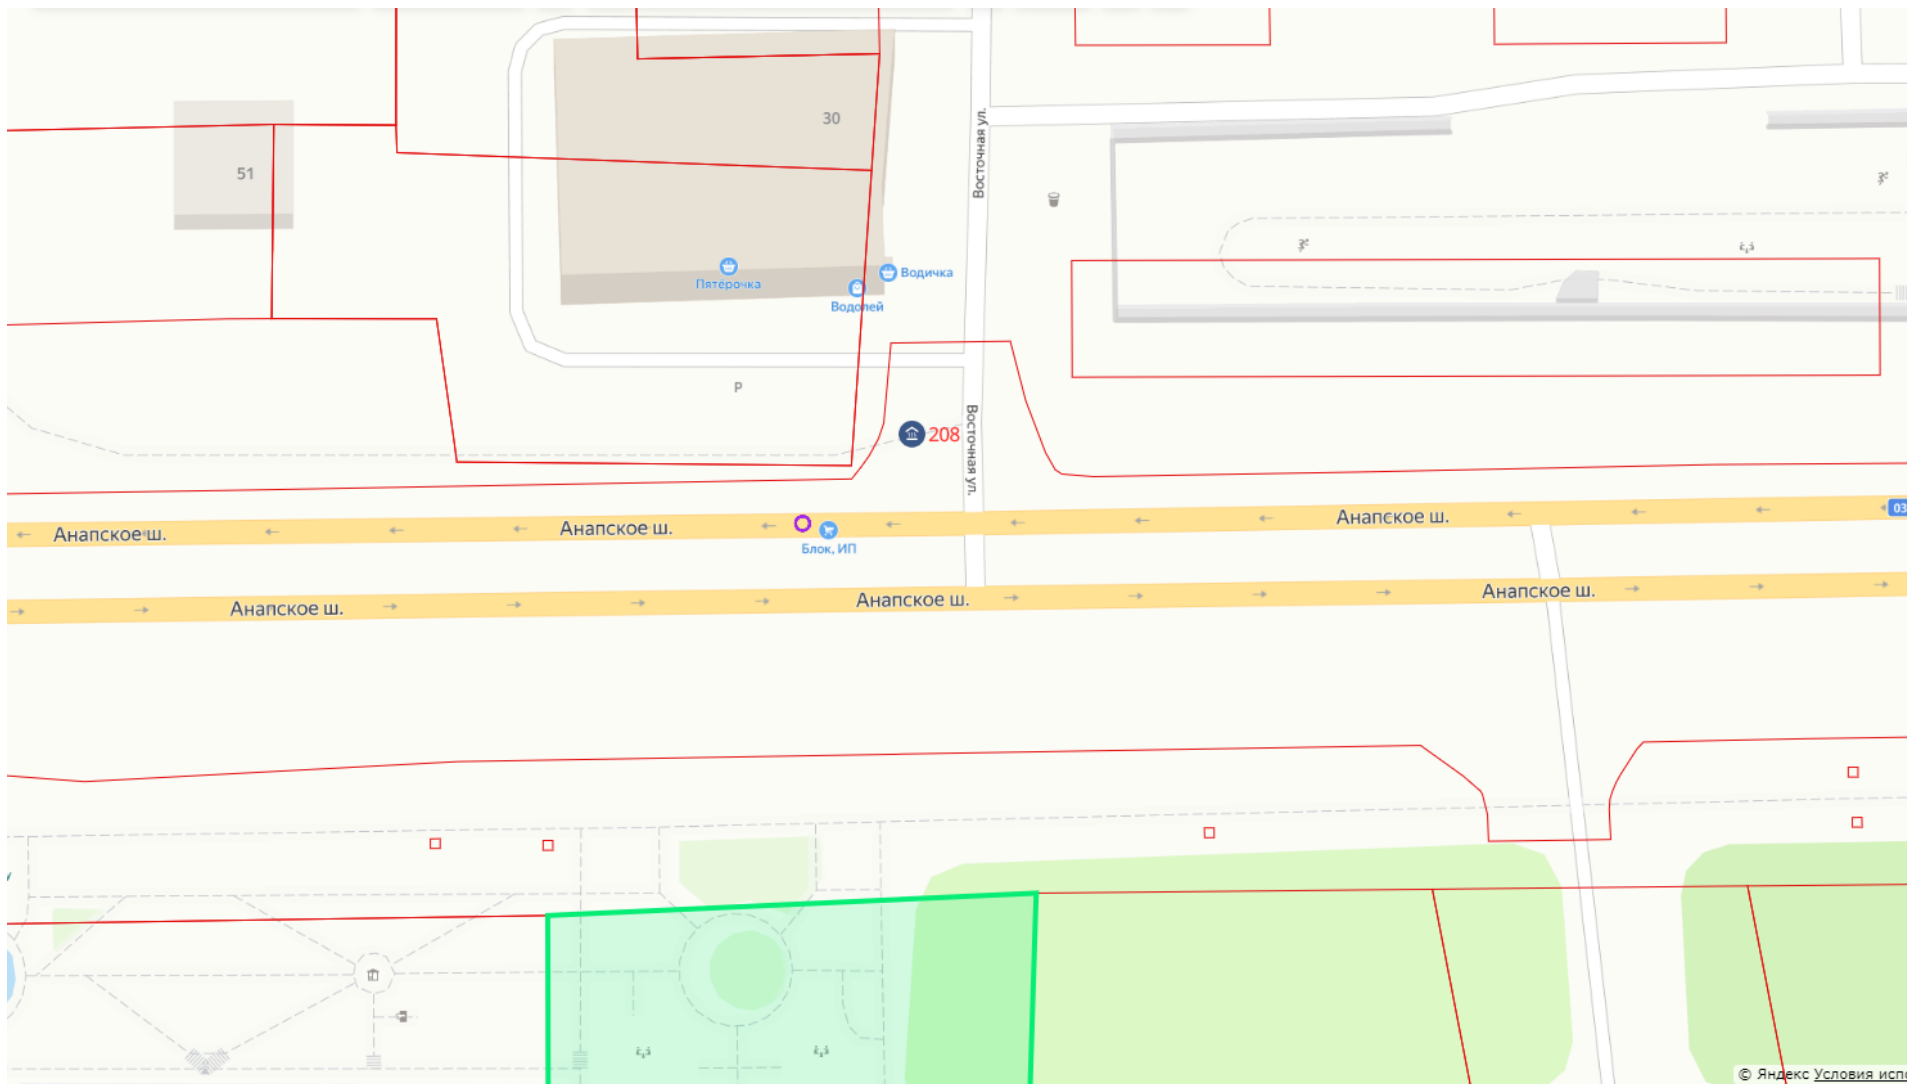 30
Восточная ул.
51
Водичка
Пятёрочка
Водолей
P
Восточная ул.
208
03
Анапское ш.
Анапское ш.
Анапское ш.
Блок, ИП
Анапское ш.
Анапское ш.
Анапское ш.
© Яндекс Условия испо